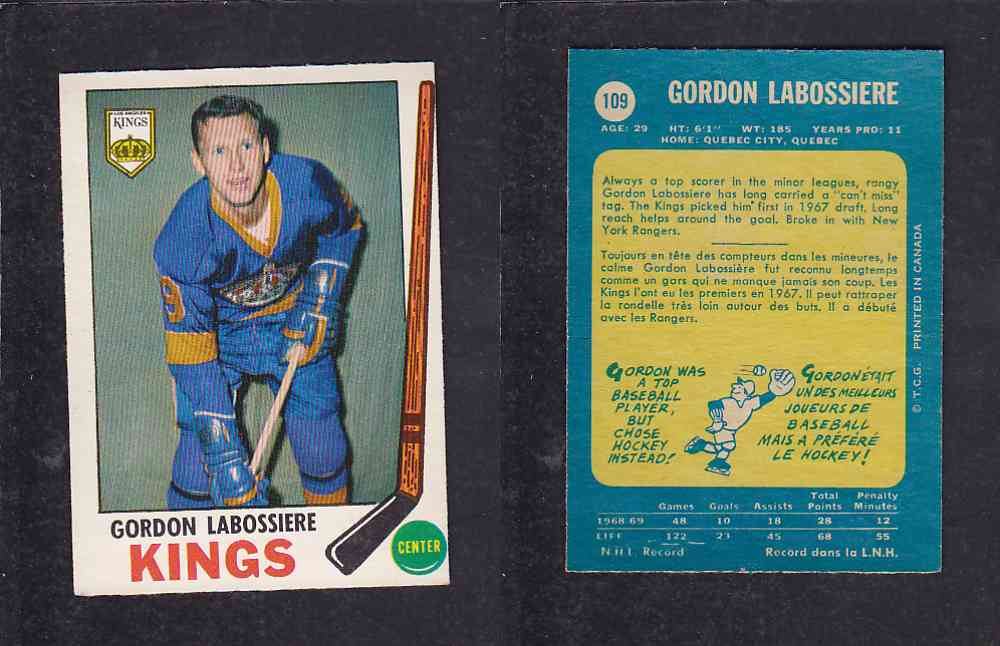 LOS ANGELES
KINGS
9
GORDON LABOSSIERE
KINGS
CENTER
109
GORDON LABOSSIERE
AGE: 29 HT: 6'1" WT: 185 YEARS PRO: 11
HOME: QUEBEC CITY, QUEBEC
Always a top scorer in the minor leagues, rangy
Gordon Labossiere has long carried a "can't miss"
tag. The Kings picked him first in 1967 draft. Long
reach helps around the goal. Broke in with New
York Rangers.
Toujours en tête des compteurs dans les mineures, le
calme Gordon Labossière fut reconnu longtemps
comme un gars qui ne manque jamais son coup. Les
Kings l'ont eu les premiers en 1967. Il peut rattraper
la rondelle très loin autour des buts. Il a débuté
avec les Rangers.
GORDON WAS
A TOP
BASEBALL
PLAYER,
BUT
CHOSE
HOCKEY
INSTEAD!
GORDON ÉTAIT
UN DES MEILLEURS
JOUEURS DE
BASEBALL
MAIS A PRÉFÉRÉ
LE HOCKEY!
© T.C.G. PRINTED IN CANADA
Total Penalty
Games Goals Assists Points Minutes
1968-69 48 10 18 28 12
LIFE 122 23 45 68 55
N.H.L. Record Record dans la L.N.H.